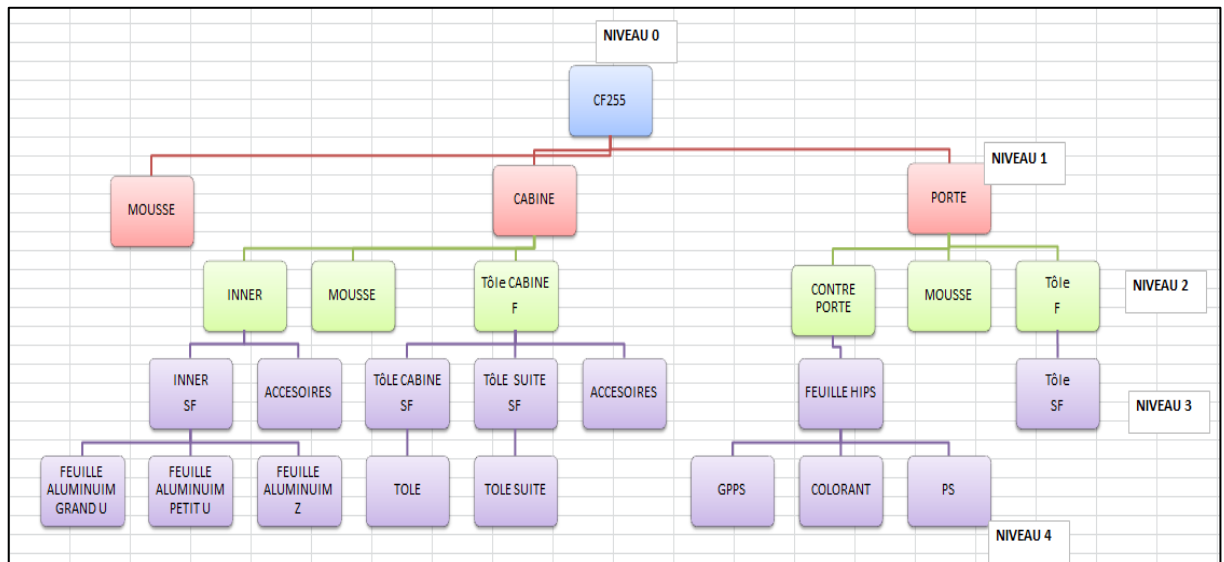 NIVEAU 0
CF255
NIVEAU 1
MOUSSE
CABINE
PORTE
INNER
MOUSSE
Tôle CABINE
F
CONTRE
PORTE
MOUSSE
Tôle
F
NIVEAU 2
INNER
SF
ACCESOIRES
TôLE CABINE
SF
TôLE SUITE
SF
ACCESOIRES
FEUILLE HIPS
Tôle
SF
NIVEAU 3
FEUILLE
ALUMINUIM
GRAND U
FEUILLE
ALUMINUIM
PETIT U
FEUILLE
ALUMINUIM
Z
TOLE
TOLE SUITE
GPPS
COLORANT
PS
NIVEAU 4